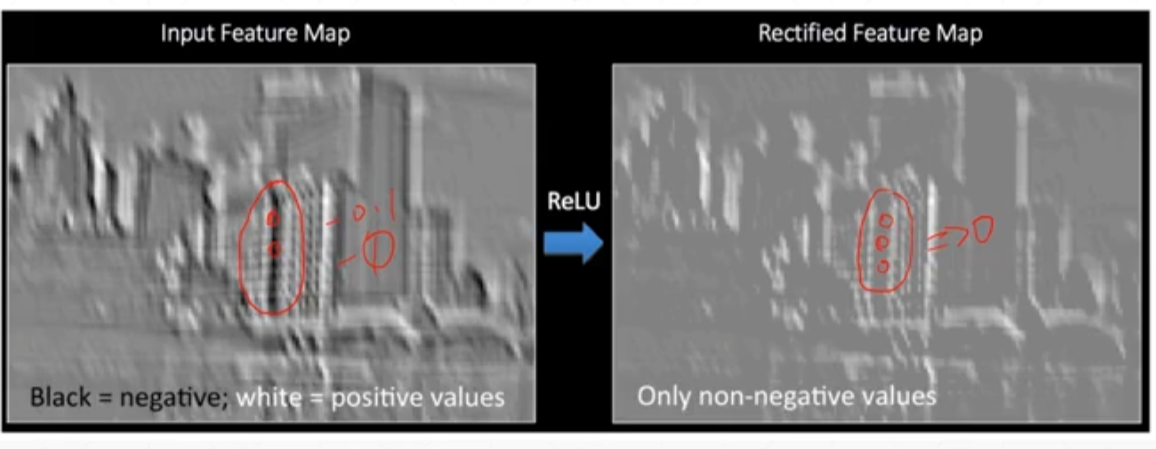 Input Feature Map
Rectified Feature Map
- 0.1
- 1
ReLU
=> 0
Black = negative; white = positive values
Only non-negative values